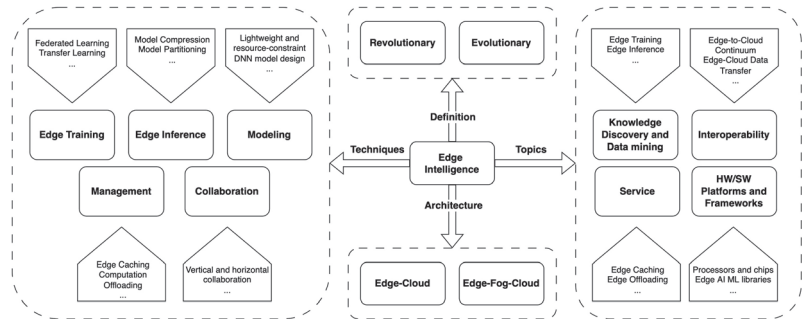 Federated Learning
Transfer Learning
...
Model Compression
Model Partitioning
...
Lightweight and
resource-constraint
DNN model design
...
Edge Training
Edge Inference
Modeling
Management
Collaboration
Edge Caching
Computation
Offloading
...
Vertical and horizontal
collaboration
...
Revolutionary
Evolutionary
Definition
Techniques
Edge
Intelligence
Topics
Architecture
Edge-Cloud
Edge-Fog-Cloud
Edge Training
Edge Inference
...
Edge-to-Cloud
Continuum
Edge-Cloud Data
Transfer
...
Knowledge
Discovery and
Data mining
Interoperability
Service
HW/SW
Platforms and
Frameworks
Edge Caching
Edge Offloading
...
Processors and chips
Edge AI ML libraries
...